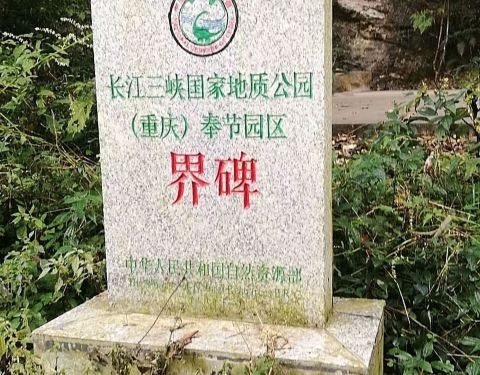 长江三峡国家地质公园
（重庆）奉节园区
界碑
中华人民共和国自然资源部